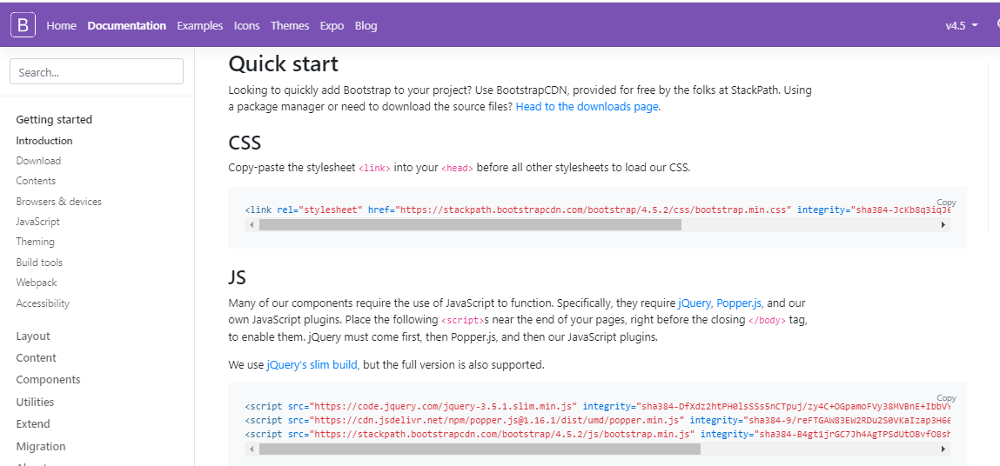 B Home Documentation Examples Icons Themes Expo Blog v4.5
Search...
Getting started
Introduction
Download
Contents
Browsers & devices
JavaScript
Theming
Build tools
Webpack
Accessibility
Layout
Content
Components
Utilities
Extend
Migration
Quick start
Looking to quickly add Bootstrap to your project? Use BootstrapCDN, provided for free by the folks at StackPath. Using
a package manager or need to download the source files? Head to the downloads page.
CSS
Copy-paste the stylesheet <link> into your <head> before all other stylesheets to load our CSS.
Copy
<link rel="stylesheet" href="https://stackpath.bootstrapcdn.com/bootstrap/4.5.2/css/bootstrap.min.css" integrity="sha384-JcKb8q3iqJ6
JS
Many of our components require the use of JavaScript to function. Specifically, they require jQuery, Popper.js, and our
own JavaScript plugins. Place the following <script>s near the end of your pages, right before the closing </body> tag,
to enable them. jQuery must come first, then Popper.js, and then our JavaScript plugins.
We use jQuery's slim build, but the full version is also supported.
Copy
<script src="https://code.jquery.com/jquery-3.5.1.slim.min.js" integrity="sha384-DfXdz2htPH0lsSSs5nCTpuj/zy4C+OGpamoFVy38MVBnE+IbbV
<script src="https://cdn.jsdelivr.net/npm/popper.js@1.16.1/dist/umd/popper.min.js" integrity="sha384-9/reFTGAW83EW2RDu2S0VKaIzap3H66
<script src="https://stackpath.bootstrapcdn.com/bootstrap/4.5.2/js/bootstrap.min.js" integrity="sha384-B4gt1jrGC7Jh4AgTPSdUtOBvfO8sh